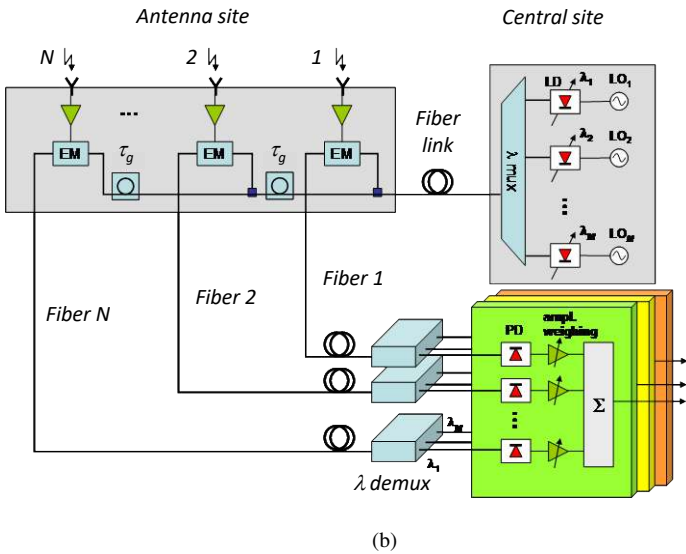 Antenna site
Central site
N
2
1
...
EM
τg
EM
τg
EM
Fiber link
λ mux
LD
λ1
LO1
λ2
LO2
...
λM
LOM
Fiber N
Fiber 2
Fiber 1
PD
ampl.
weighing
...
Σ
λM
λ1
λ demux
(b)